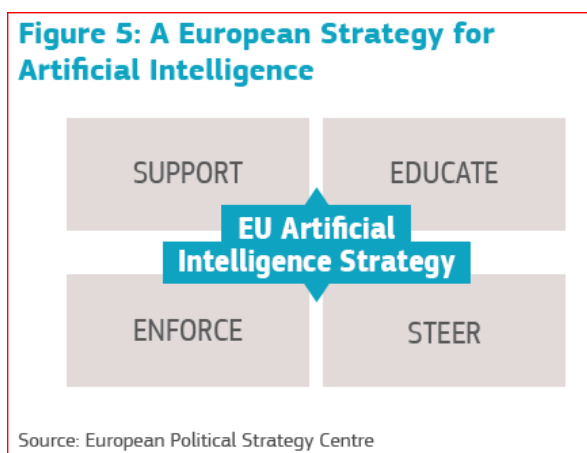 Figure 5: A European Strategy for
Artificial Intelligence
SUPPORT
EDUCATE
EU Artificial
Intelligence Strategy
ENFORCE
STEER
Source: European Political Strategy Centre